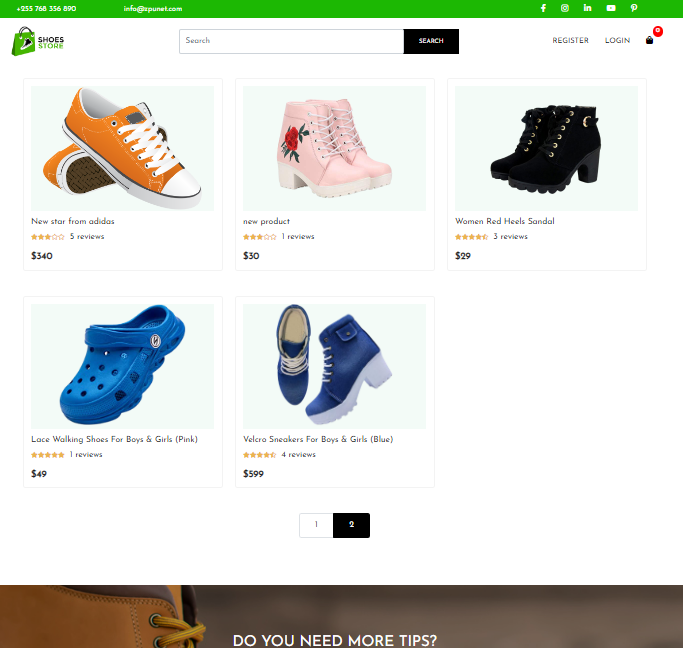 +255 768 356 890
info@zpunet.com
SHOES
STORE
Search
SEARCH
REGISTER
LOGIN
0
New star from adidas
5 reviews
$340
new product
1 reviews
$30
Women Red Heels Sandal
3 reviews
$29
Lace Walking Shoes For Boys & Girls (Pink)
1 reviews
$49
Velcro Sneakers For Boys & Girls (Blue)
4 reviews
$599
1
2
DO YOU NEED MORE TIPS?